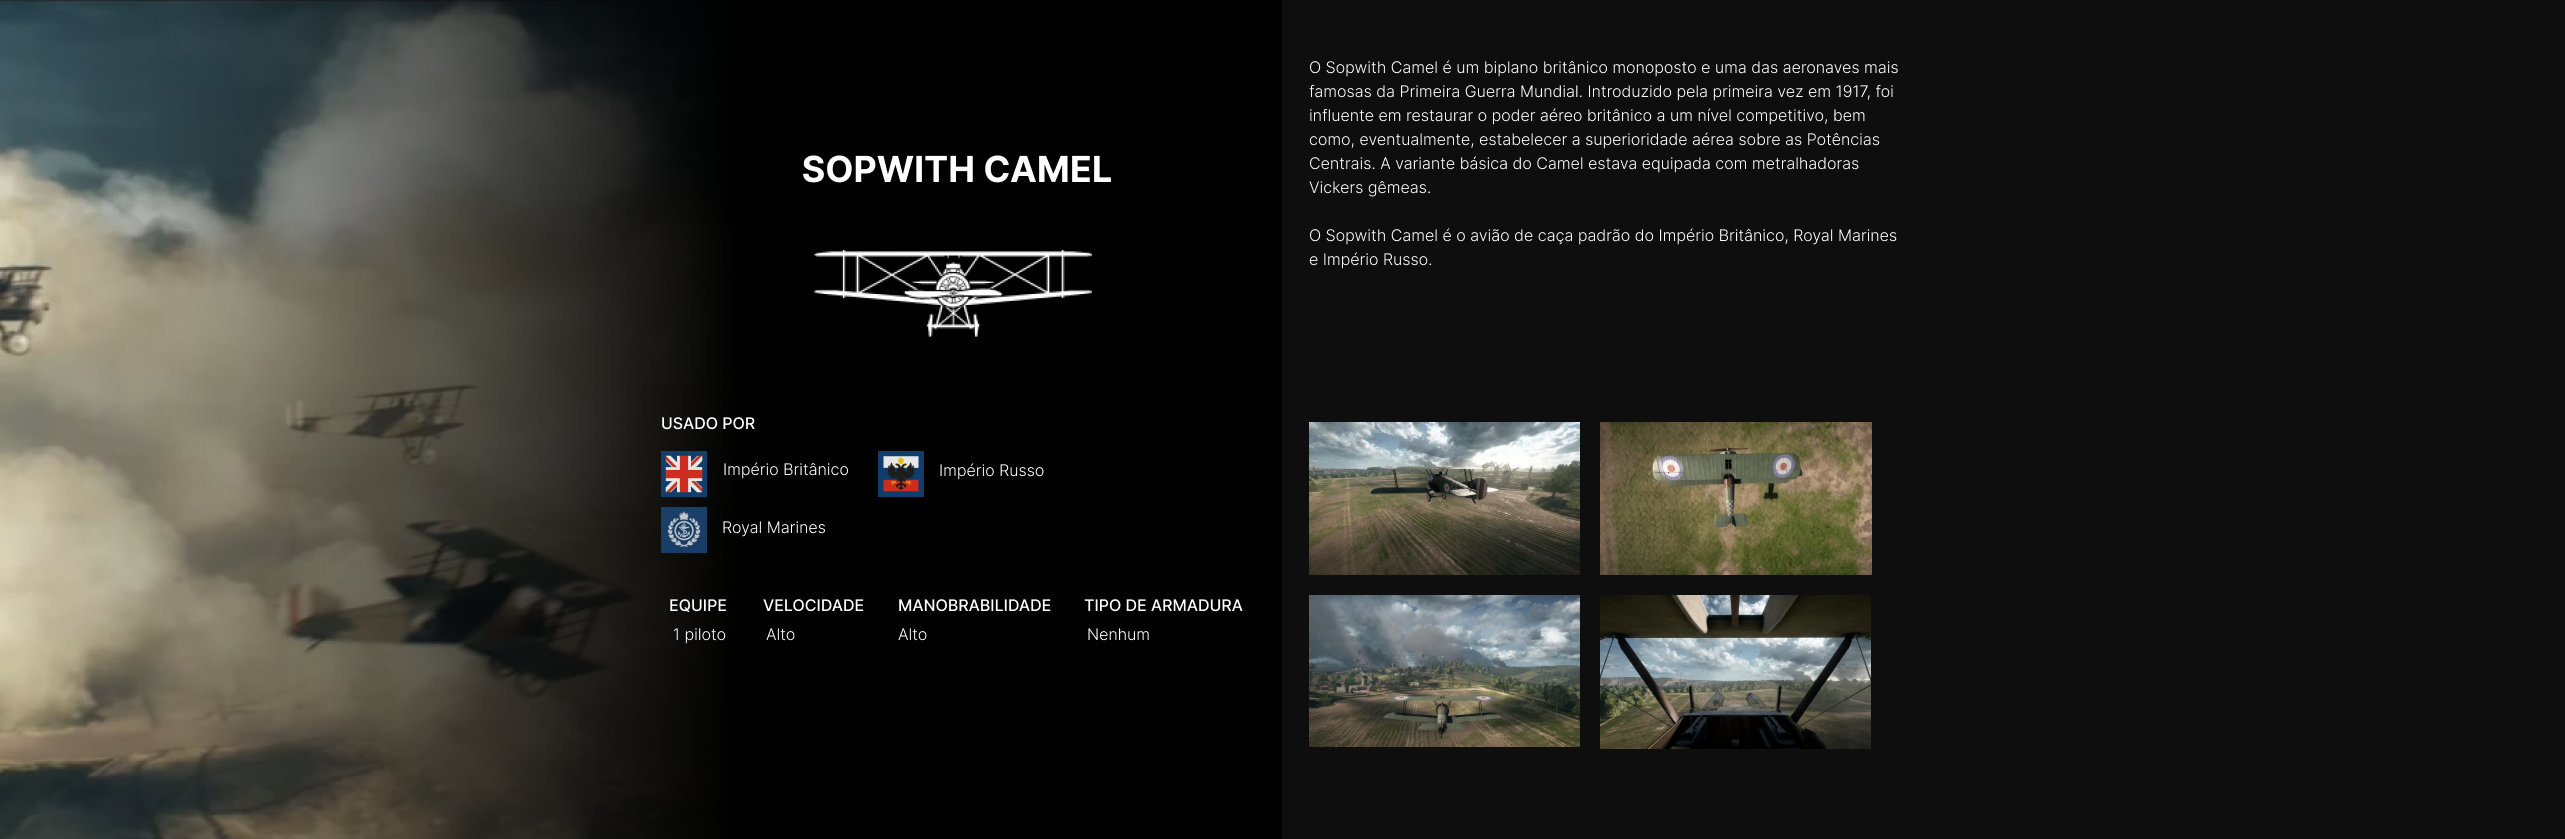 SOPWITH CAMEL
USADO POR
Império Britânico
Império Russo
Royal Marines
EQUIPE VELOCIDADE MANOBRABILIDADE TIPO DE ARMADURA
1 piloto Alto Alto Nenhum
O Sopwith Camel é um biplano britânico monoposto e uma das aeronaves mais
famosas da Primeira Guerra Mundial. Introduzido pela primeira vez em 1917, foi
influente em restaurar o poder aéreo britânico a um nível competitivo, bem
como, eventualmente, estabelecer a superioridade aérea sobre as Potências
Centrais. A variante básica do Camel estava equipada com metralhadoras
Vickers gêmeas.
O Sopwith Camel é o avião de caça padrão do Império Britânico, Royal Marines
e Império Russo.